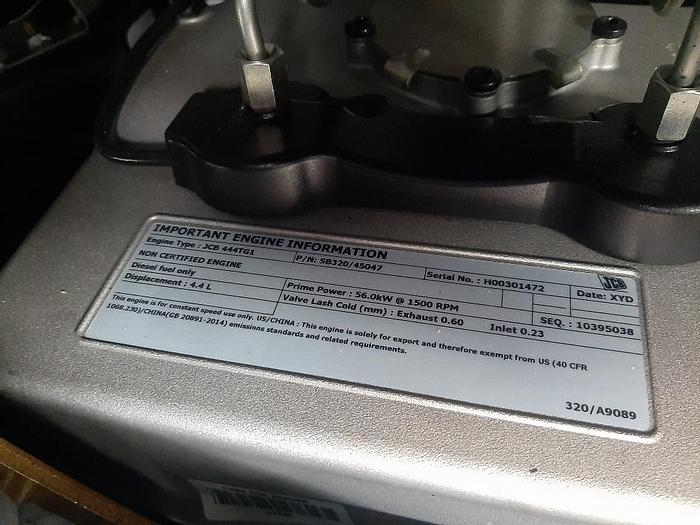 IMPORTANT ENGINE INFORMATION
JCB
Engine Type : JCB 444TG1
P/N: SB320/45047
Serial No. : H00301472
Date: XYD
NON CERTIFIED ENGINE
Diesel fuel only
Prime Power : 56.0kW @ 1500 RPM
Displacement : 4.4 L
Valve Lash Cold (mm) : Exhaust 0.60 Inlet 0.23
SEQ. : 10395038
This engine is for constant speed use only. US/CHINA : This engine is solely for export and therefore exempt from US (40 CFR
1068.230)/CHINA(GB 20891-2014) emissions standards and related requirements.
320/A9089